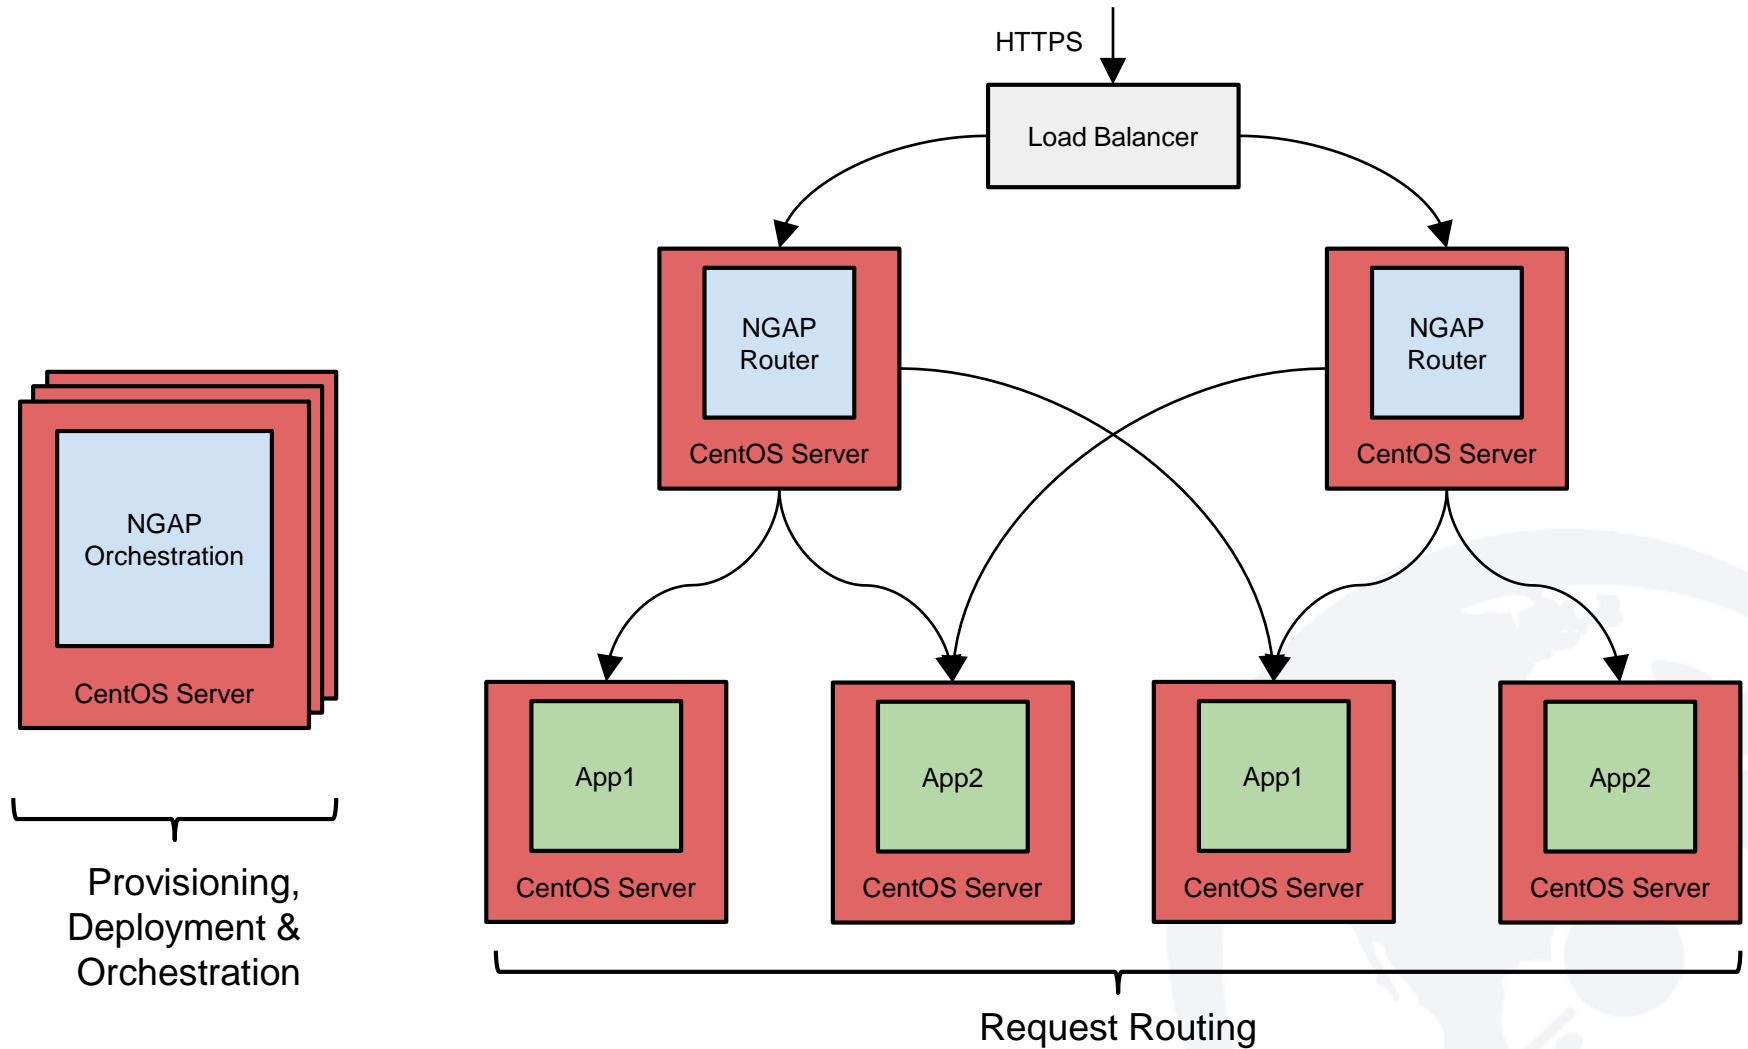 HTTPS
Load Balancer
NGAP
Router
CentOS Server
NGAP
Router
CentOS Server
NGAP
Orchestration
CentOS Server
App1
CentOS Server
App2
CentOS Server
App1
CentOS Server
App2
CentOS Server
Provisioning,
Deployment &
Orchestration
Request Routing